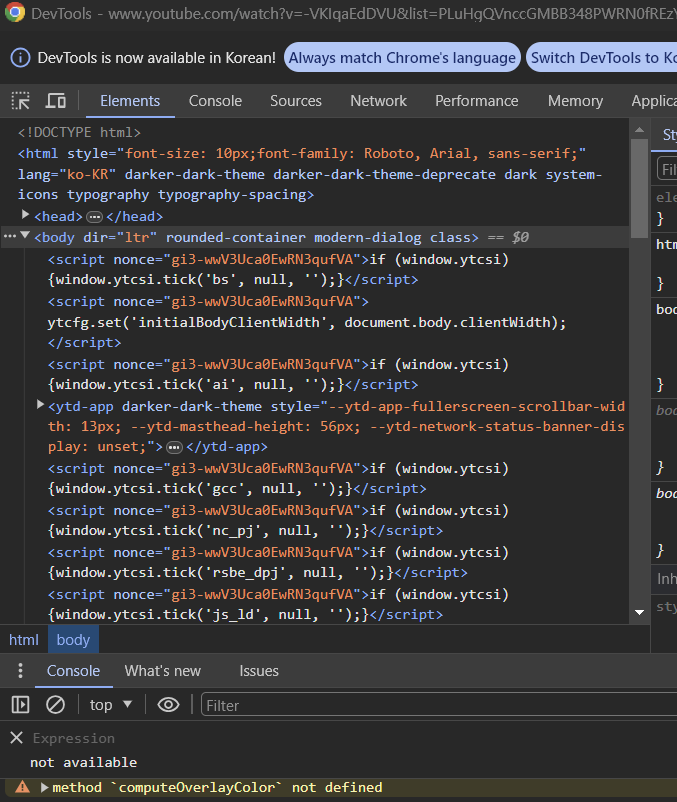 DevTools - www.youtube.com/watch?v=-VKIqaEdDVU&list=PLuHgQVnccGMBB348PWRN0fREzY
DevTools is now available in Korean! Always match Chrome's language Switch DevTools to Ko
Elements Console Sources Network Performance Memory Applica
<!DOCTYPE html>
<html style="font-size: 10px;font-family: Roboto, Arial, sans-serif;"
lang="ko-KR" darker-dark-theme darker-dark-theme-deprecate dark system-
icons typography typography-spacing>
<head>…</head>
<body dir="ltr" rounded-container modern-dialog class> == $0
<script nonce="gi3-wwV3Uca0EwRN3qufVA">if (window.ytcsi)
{window.ytcsi.tick('bs', null, '');}</script>
<script nonce="gi3-wwV3Uca0EwRN3qufVA">
ytcfg.set('initialBodyClientWidth', document.body.clientWidth);
</script>
<script nonce="gi3-wwV3Uca0EwRN3qufVA">if (window.ytcsi)
{window.ytcsi.tick('ai', null, '');}</script>
<ytd-app darker-dark-theme style="--ytd-app-fullerscreen-scrollbar-wid
th: 13px; --ytd-masthead-height: 56px; --ytd-network-status-banner-dis
play: unset;">…</ytd-app>
<script nonce="gi3-wwV3Uca0EwRN3qufVA">if (window.ytcsi)
{window.ytcsi.tick('gcc', null, '');}</script>
<script nonce="gi3-wwV3Uca0EwRN3qufVA">if (window.ytcsi)
{window.ytcsi.tick('nc_pj', null, '');}</script>
<script nonce="gi3-wwV3Uca0EwRN3qufVA">if (window.ytcsi)
{window.ytcsi.tick('rsbe_dpj', null, '');}</script>
<script nonce="gi3-wwV3Uca0EwRN3qufVA">if (window.ytcsi)
{window.ytcsi.tick('js_ld', null, '');}</script>
Sty
Fil
ele
}
htm
}
bod
}
bod
}
bod
}
Inh
sty
html body
Console What's new Issues
top Filter
Expression
not available
method `computeOverlayColor` not defined